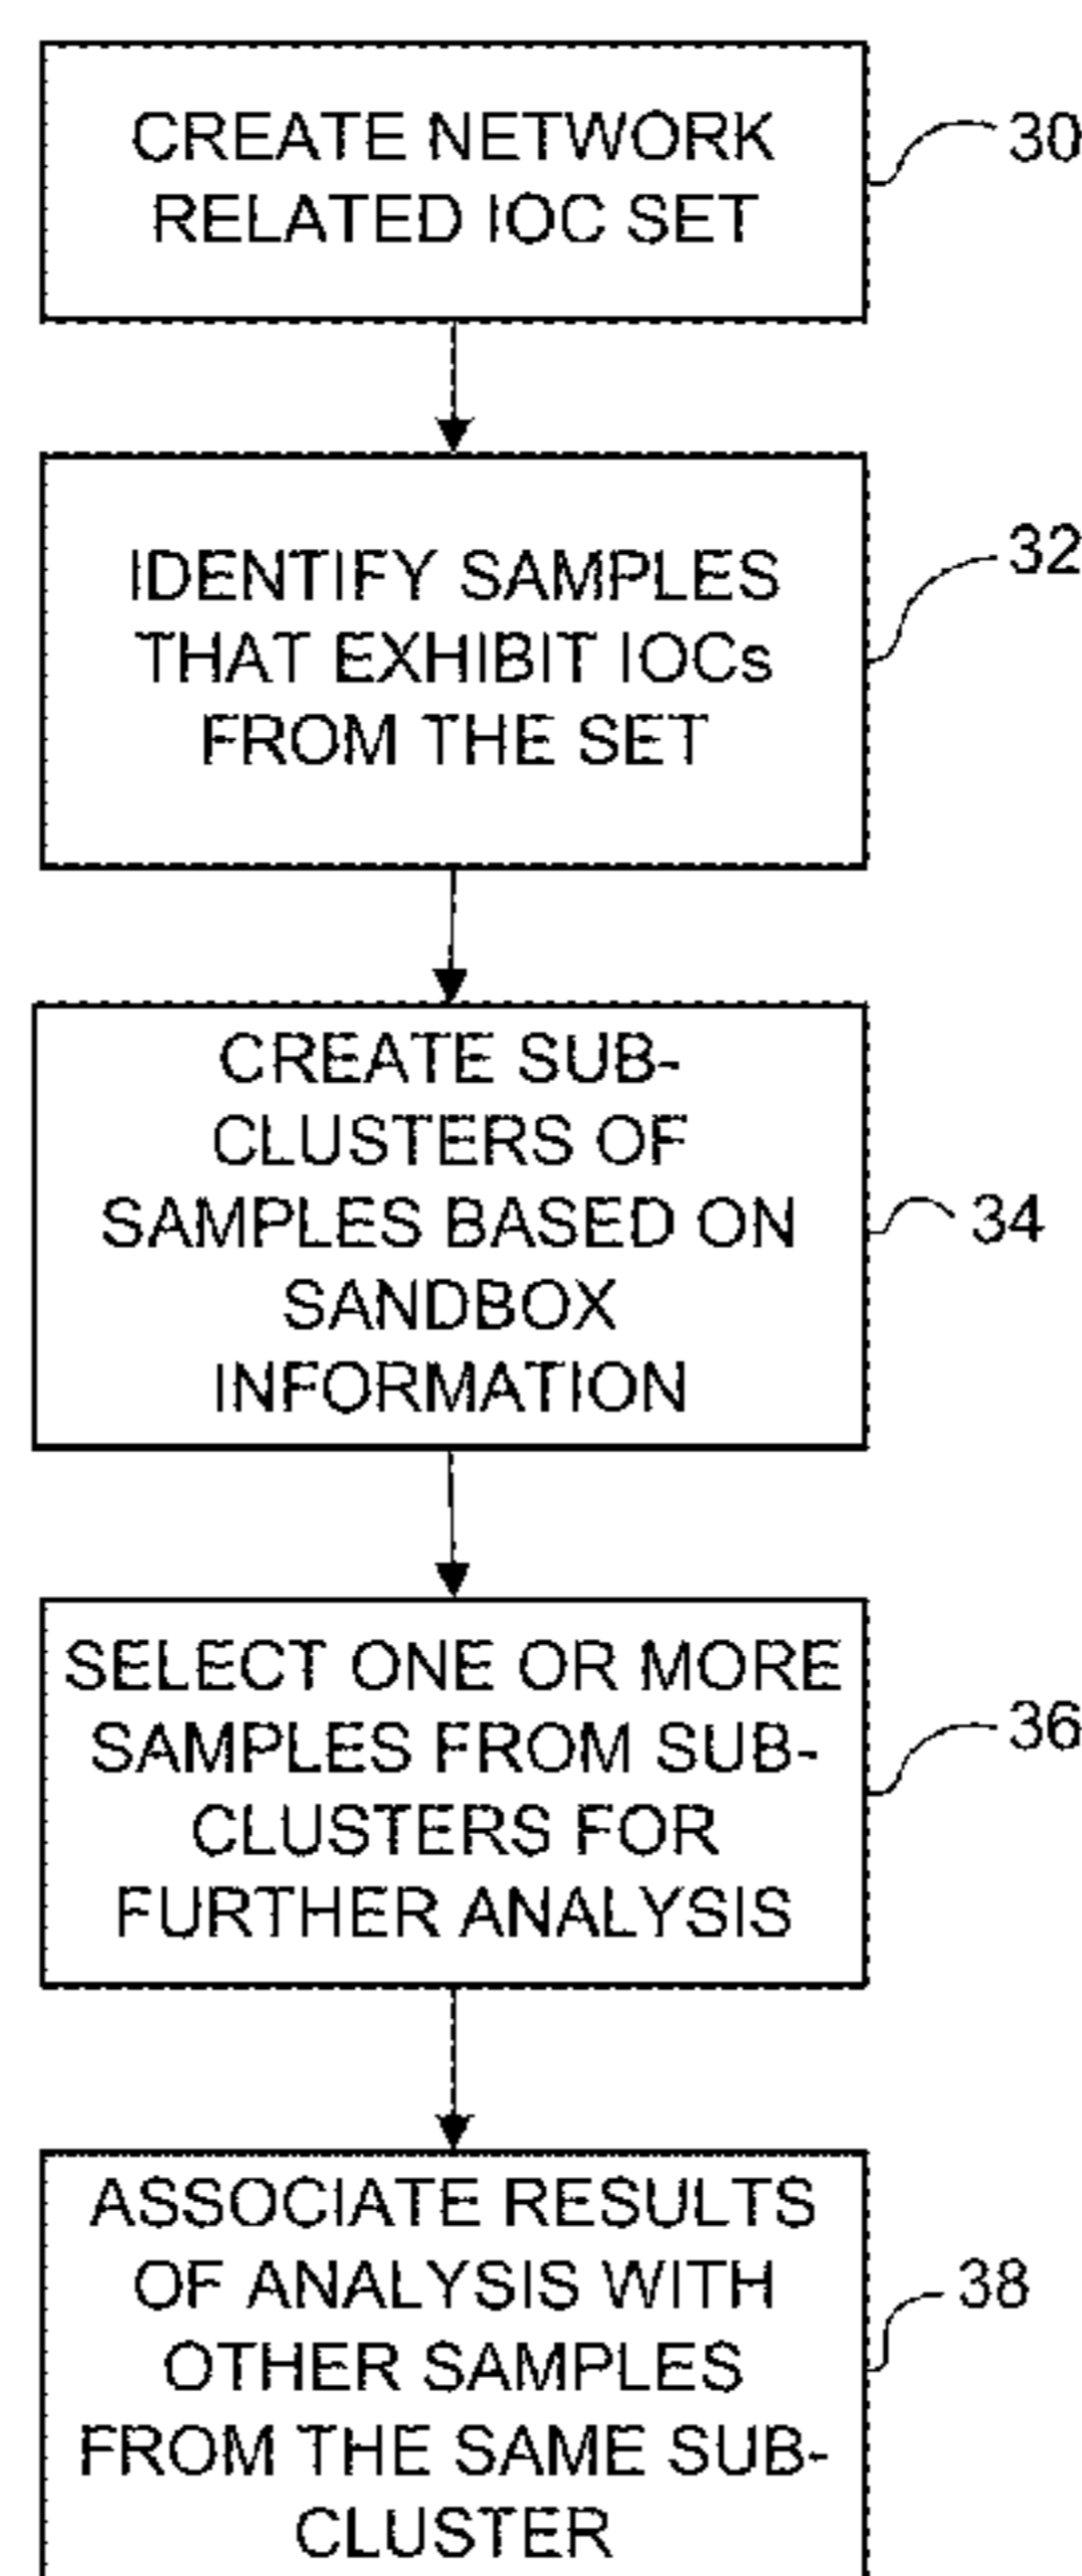 CREATE NETWORK
RELATED IOC SET
30
IDENTIFY SAMPLES
THAT EXHIBIT IOCs
FROM THE SET
32
CREATE SUB-
CLUSTERS OF
SAMPLES BASED ON
SANDBOX
INFORMATION
34
SELECT ONE OR MORE
SAMPLES FROM SUB-
CLUSTERS FOR
FURTHER ANALYSIS
36
ASSOCIATE RESULTS
OF ANALYSIS WITH
OTHER SAMPLES
FROM THE SAME SUB-
CLUSTER
38